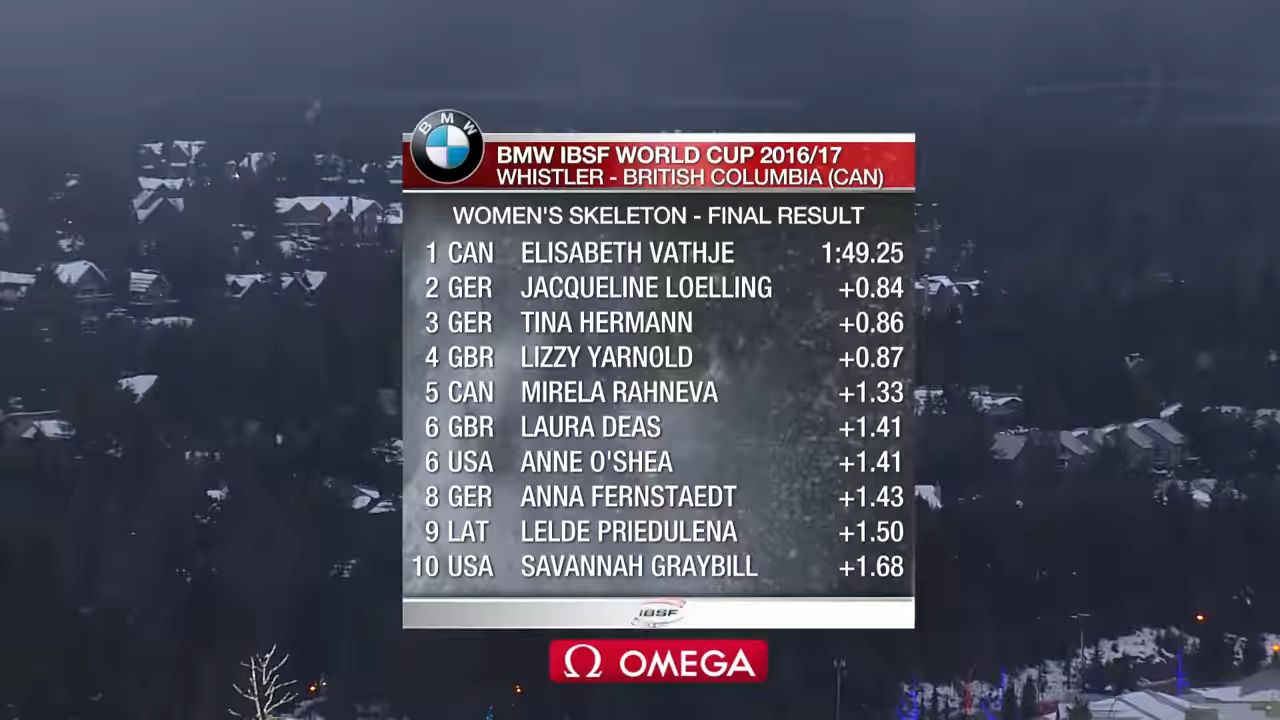 BMW
BMW IBSF WORLD CUP 2016/17
WHISTLER - BRITISH COLUMBIA (CAN)
WOMEN'S SKELETON - FINAL RESULT
1 CAN ELISABETH VATHJE 1:49.25
2 GER JACQUELINE LOELLING +0.84
3 GER TINA HERMANN +0.86
4 GBR LIZZY YARNOLD +0.87
5 CAN MIRELA RAHNEVA +1.33
6 GBR LAURA DEAS +1.41
6 USA ANNE O'SHEA +1.41
8 GER ANNA FERNSTAEDT +1.43
9 LAT LELDE PRIEDULENA +1.50
10 USA SAVANNAH GRAYBILL +1.68
IBSF
Ω OMEGA